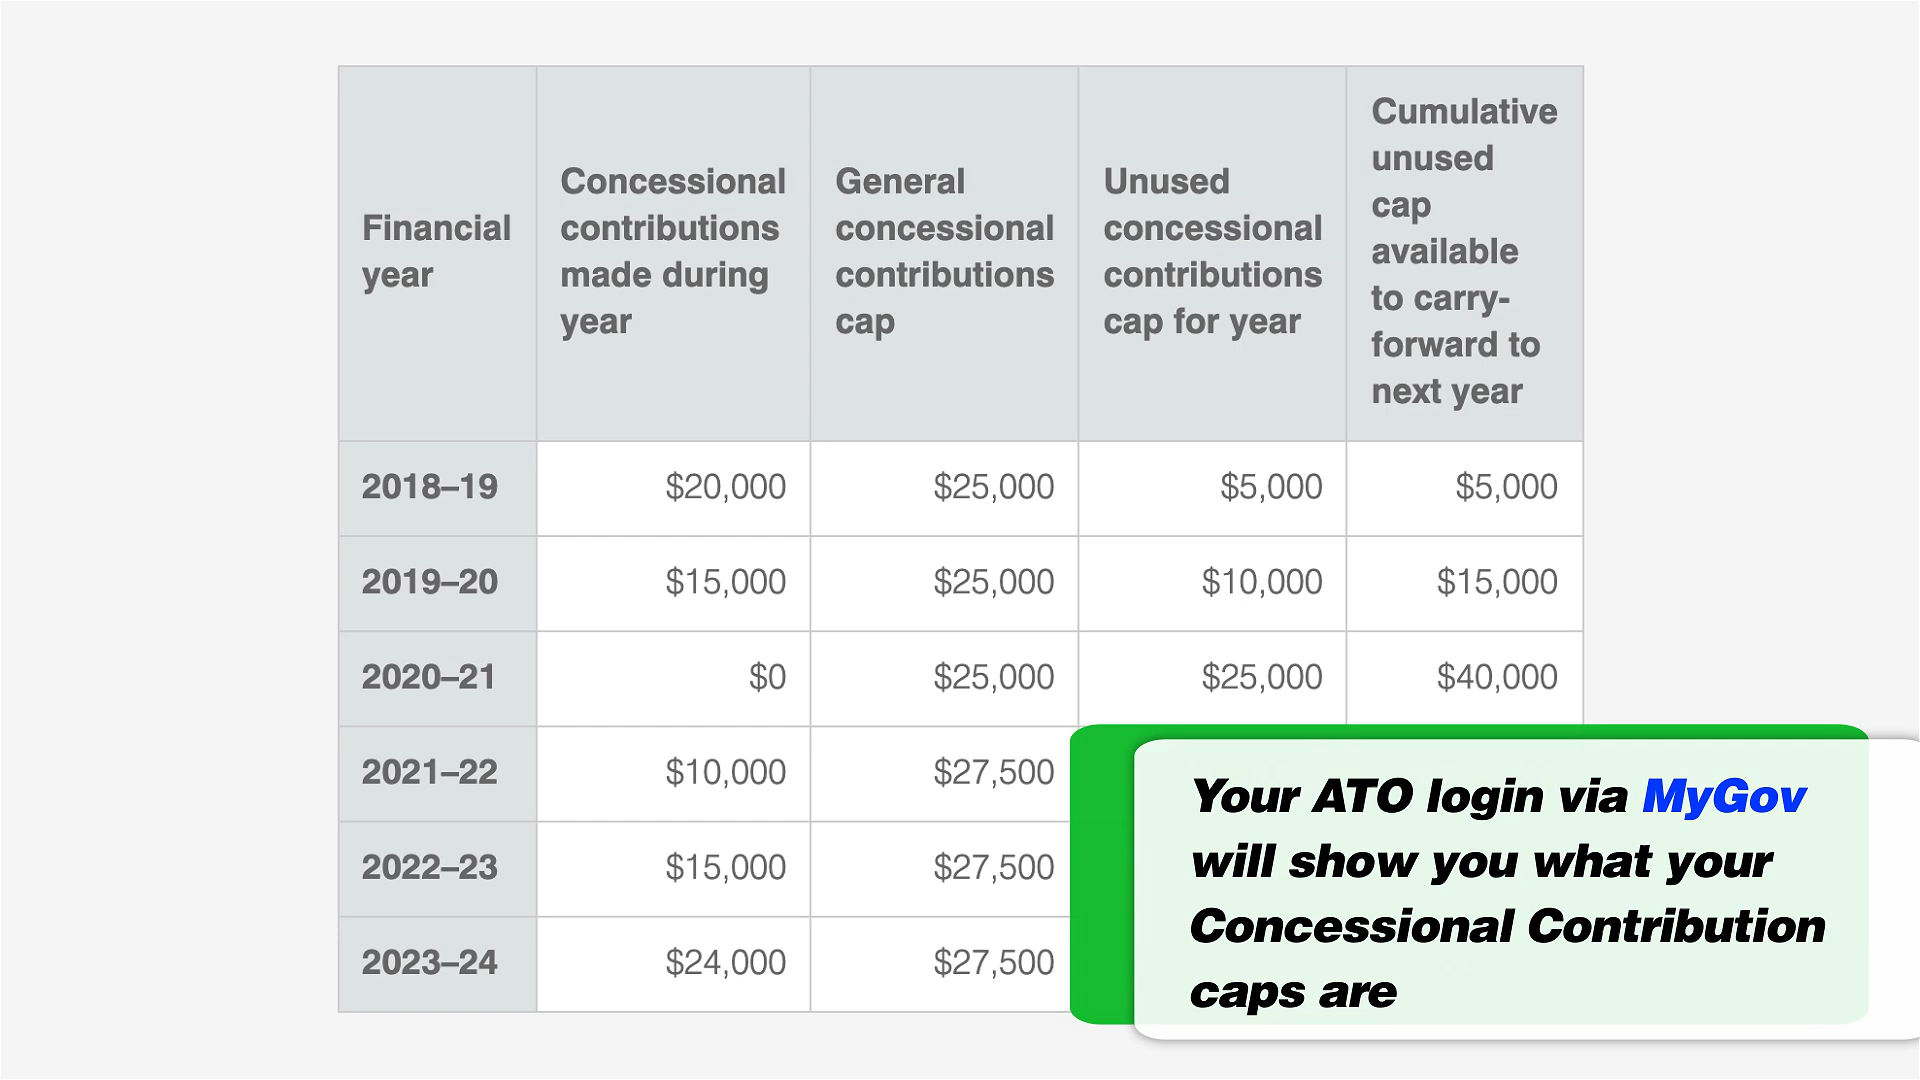 Financial year
Concessional contributions made during year
General concessional contributions cap
Unused concessional contributions cap for year
Cumulative unused cap available to carry-forward to next year
2018–19 $20,000 $25,000 $5,000 $5,000
2019–20 $15,000 $25,000 $10,000 $15,000
2020–21 $0 $25,000 $25,000 $40,000
2021–22 $10,000 $27,500
2022–23 $15,000 $27,500
2023–24 $24,000 $27,500
Your ATO login via MyGov
will show you what your
Concessional Contribution
caps are